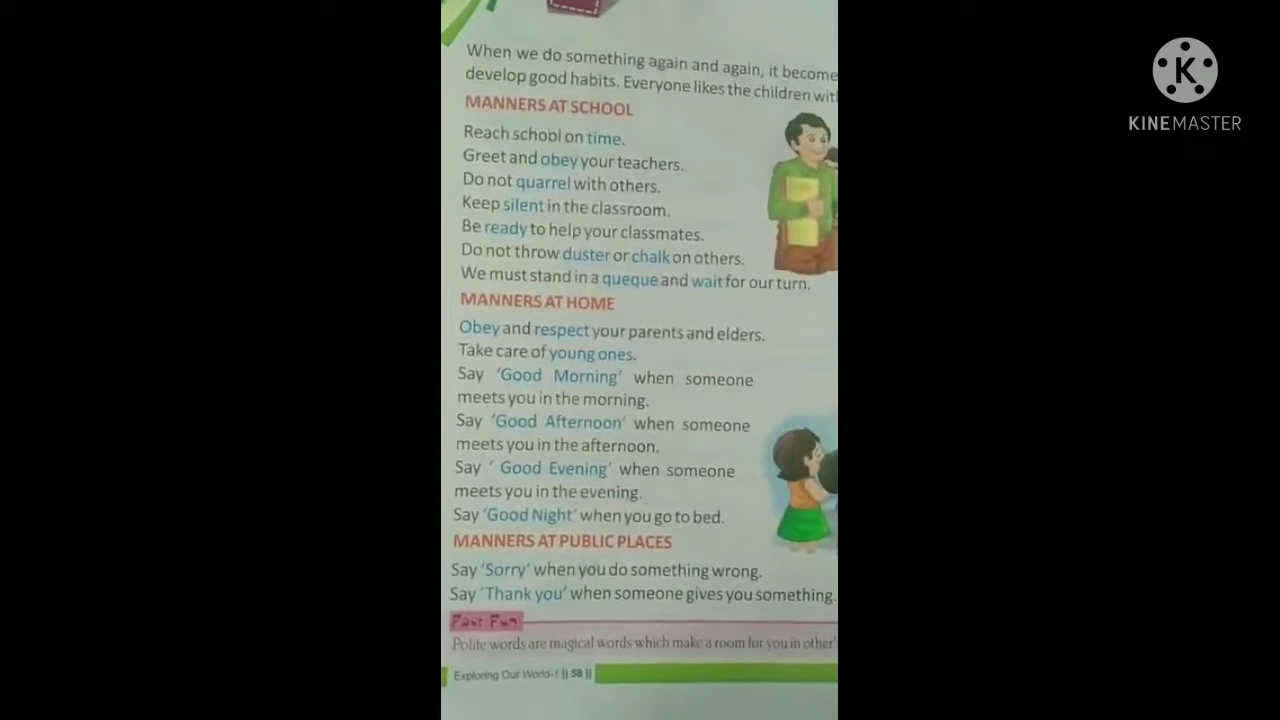 When we do something again and again, it become
develop good habits. Everyone likes the children wit
MANNERS AT SCHOOL
Reach school on time.
Greet and obey your teachers.
Do not quarrel with others.
Keep silent in the classroom.
Be ready to help your classmates.
Do not throw duster or chalk on others.
We must stand in a queque and wait for our turn.
MANNERS AT HOME
Obey and respect your parents and elders.
Take care of young ones.
Say 'Good Morning' when someone
meets you in the morning.
Say 'Good Afternoon' when someone
meets you in the afternoon.
Say ' Good Evening' when someone
meets you in the evening.
Say 'Good Night' when you go to bed.
MANNERS AT PUBLIC PLACES
Say 'Sorry' when you do something wrong.
Say 'Thank you' when someone gives you something.
Fast Fun
Polite words are magical words which make a room for you in other'
Exploring Our World-1 || 58 ||
K
KINEMASTER